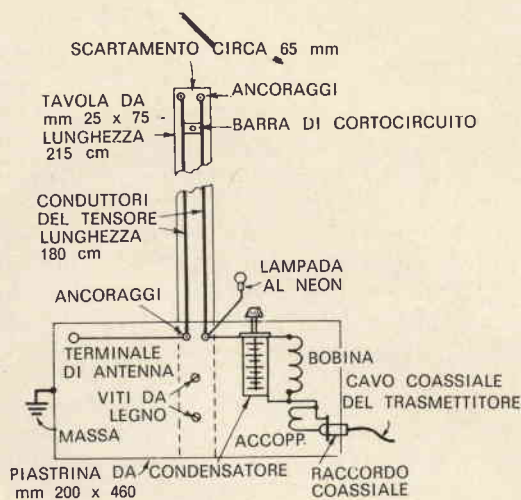 SCARTAMENTO CIRCA 65 mm
ANCORAGGI
TAVOLA DA
mm 25 x 75 -
LUNGHEZZA
215 cm
BARRA DI CORTOCIRCUITO
CONDUTTORI
DEL TENSORE
LUNGHEZZA
180 cm
LAMPADA
AL NEON
ANCORAGGI
TERMINALE
DI ANTENNA
BOBINA
CAVO COASSIALE
DEL TRASMETTITORE
VITI DA
LEGNO
MASSA
ACCOPP.
PIASTRINA DA CONDENSATORE
mm 200 x 460
RACCORDO
COASSIALE